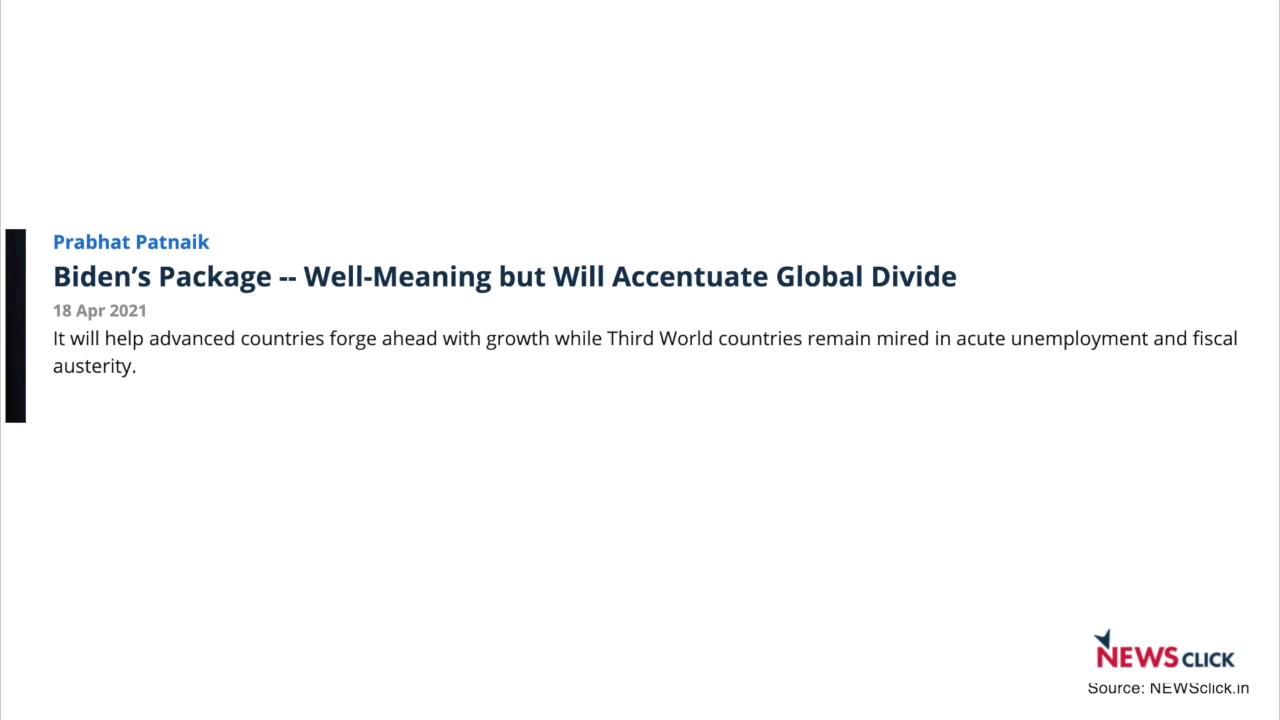 Prabhat Patnaik
Biden’s Package -- Well-Meaning but Will Accentuate Global Divide
18 Apr 2021
It will help advanced countries forge ahead with growth while Third World countries remain mired in acute unemployment and fiscal
austerity.
NEWS CLICK
Source: NEWSclick.in